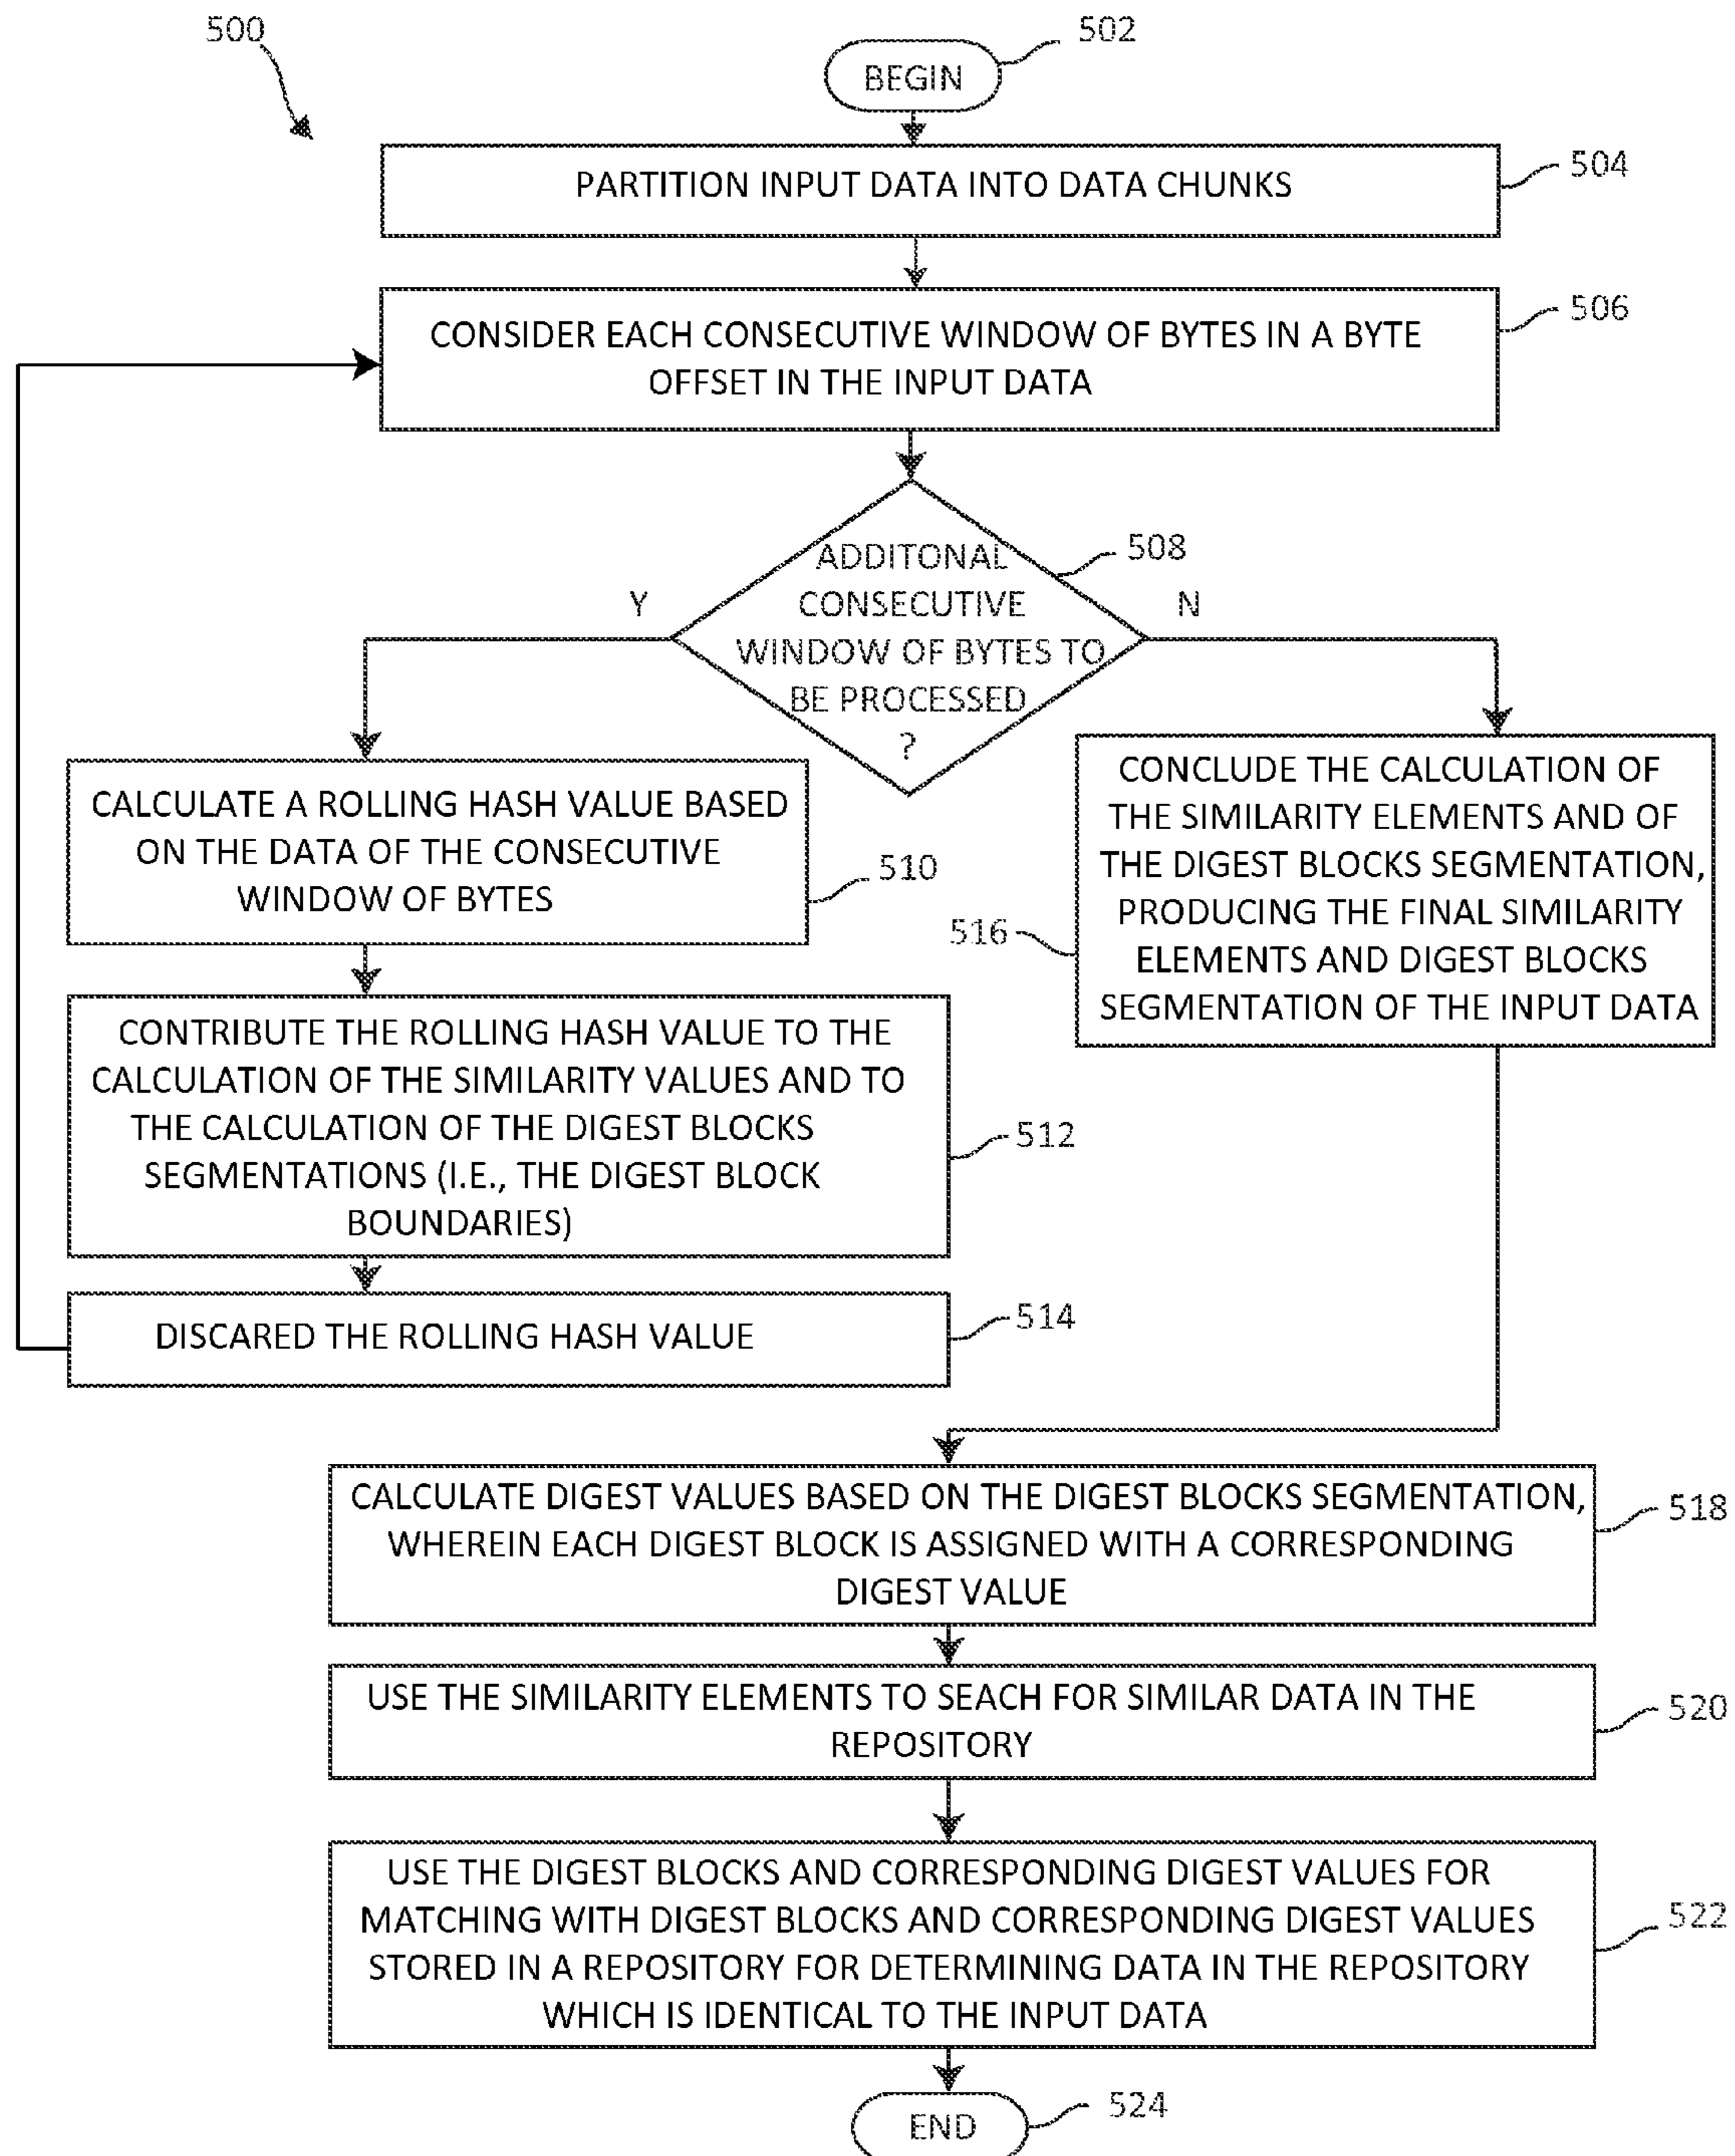 500
502
BEGIN
PARTITION INPUT DATA INTO DATA CHUNKS
504
CONSIDER EACH CONSECUTIVE WINDOW OF BYTES IN A BYTE
OFFSET IN THE INPUT DATA
506
ADDITONAL
CONSECUTIVE
WINDOW OF BYTES TO
BE PROCESSED
?
508
Y
N
CALCULATE A ROLLING HASH VALUE BASED
ON THE DATA OF THE CONSECUTIVE
WINDOW OF BYTES
510
CONTRIBUTE THE ROLLING HASH VALUE TO THE
CALCULATION OF THE SIMILARITY VALUES AND TO
THE CALCULATION OF THE DIGEST BLOCKS
SEGMENTATIONS (I.E., THE DIGEST BLOCK
BOUNDARIES)
512
DISCARED THE ROLLING HASH VALUE
514
CONCLUDE THE CALCULATION OF
THE SIMILARITY ELEMENTS AND OF
THE DIGEST BLOCKS SEGMENTATION,
PRODUCING THE FINAL SIMILARITY
ELEMENTS AND DIGEST BLOCKS
SEGMENTATION OF THE INPUT DATA
516
CALCULATE DIGEST VALUES BASED ON THE DIGEST BLOCKS SEGMENTATION,
WHEREIN EACH DIGEST BLOCK IS ASSIGNED WITH A CORRESPONDING
DIGEST VALUE
518
USE THE SIMILARITY ELEMENTS TO SEACH FOR SIMILAR DATA IN THE
REPOSITORY
520
USE THE DIGEST BLOCKS AND CORRESPONDING DIGEST VALUES FOR
MATCHING WITH DIGEST BLOCKS AND CORRESPONDING DIGEST VALUES
STORED IN A REPOSITORY FOR DETERMINING DATA IN THE REPOSITORY
WHICH IS IDENTICAL TO THE INPUT DATA
522
END
524